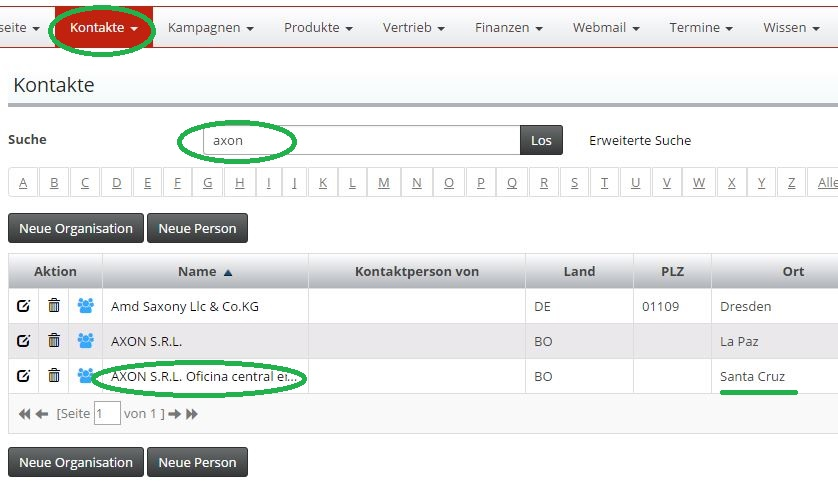 seite Kontakte Kampagnen Produkte Vertrieb Finanzen Webmail Termine Wissen
Kontakte
Suche axon Los Erweiterte Suche
A B C D E F G H I J K L M N O P Q R S T U V W X Y Z Alle
Neue Organisation Neue Person
Aktion Name Kontaktperson von Land PLZ Ort
Amd Saxony Llc & Co.KG DE 01109 Dresden
AXON S.R.L. BO La Paz
AXON S.R.L. Oficina central ei... BO Santa Cruz
[Seite 1 von 1 ]
Neue Organisation Neue Person